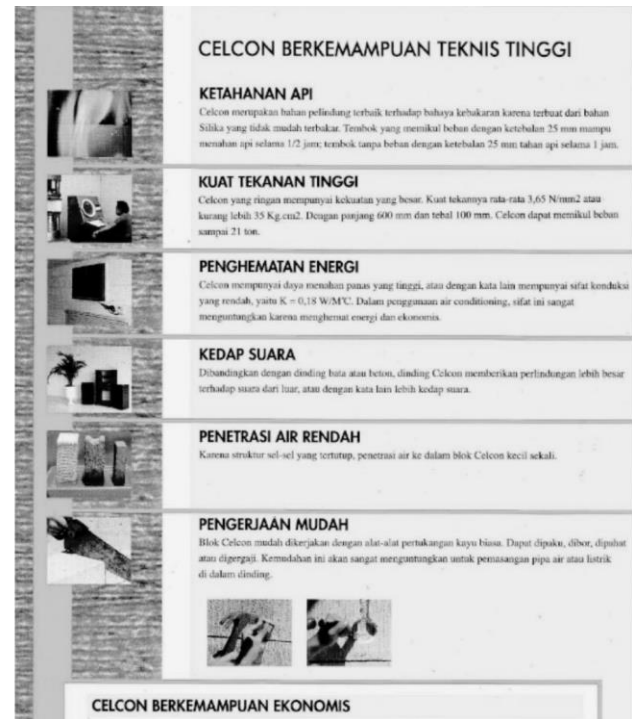 CELCON BERKEMAMPUAN TEKNIS TINGGI
KETAHANAN API
Celcon merupakan bahan pelindung terbaik terhadap bahaya kebakaran karena terbuat dari bahan
Silika yang tidak mudah terbakar. Tembok yang memikul beban dengan ketebalan 25 mm mampu
menahan api selama 1/2 jam; tembok tanpa beban dengan ketebalan 25 mm tahan api selama 1 jam.
KUAT TEKANAN TINGGI
Celcon yang ringan mempunyai kekuatan yang besar. Kuat tekannya rata-rata 3,65 N/mm2 atau
kurang lebih 35 Kg.cm2. Dengan panjang 600 mm dan tebal 100 mm. Celcon dapat memikul beban
sampai 21 ton.
PENGHEMATAN ENERGI
Celcon mempunyai daya menahan panas yang tinggi, atau dengan kata lain mempunyai sifat konduksi
yang rendah, yaitu K = 0,18 W/M°C. Dalam penggunaan air conditioning, sifat ini sangat
menguntungkan karena menghemat energi dan ekonomis.
KEDAP SUARA
Dibandingkan dengan dinding bata atau beton, dinding Celcon memberikan perlindungan lebih besar
terhadap suara dari luar, atau dengan kata lain lebih kedap suara.
PENETRASI AIR RENDAH
Karena struktur sel-sel yang tertutup, penetrasi air ke dalam blok Celcon kecil sekali.
PENGERJAAN MUDAH
Blok Celcon mudah dikerjakan dengan alat-alat pertukangan kayu biasa. Dapat dipaku, dibor, dipahat
atau digergaji. Kemudahan ini akan sangat menguntungkan untuk pemasangan pipa air atau listrik
di dalam dinding.
CELCON BERKEMAMPUAN EKONOMIS